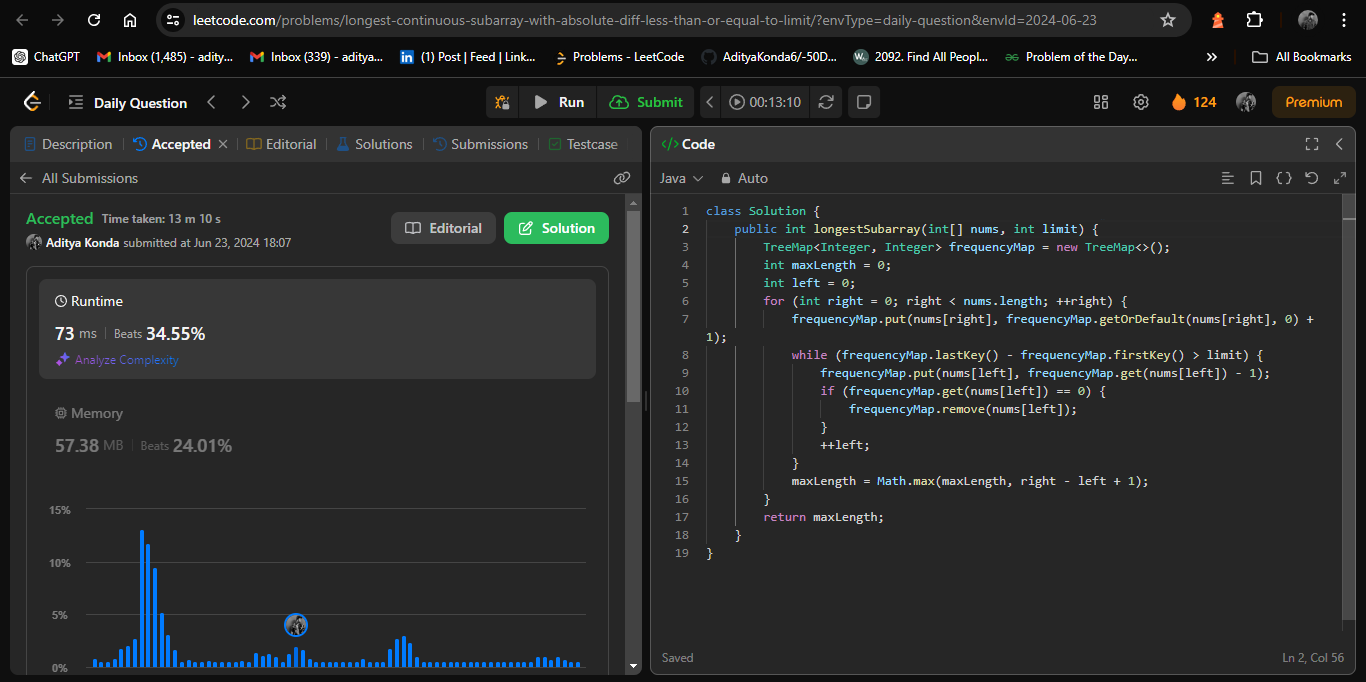 leetcode.com/problems/longest-continuous-subarray-with-absolute-diff-less-than-or-equal-to-limit/?envType=daily-question&envId=2024-06-23
ChatGPT Inbox (1,485) - adity... Inbox (339) - aditya... (1) Post | Feed | Link... Problems - LeetCode AdityaKonda6/-50D... 2092. Find All Peopl... Problem of the Day... » All Bookmarks
Daily Question Run Submit 00:13:10 124 Premium
Description Accepted Editorial Solutions Submissions Testcase
All Submissions
Accepted Time taken: 13 m 10 s
Aditya Konda submitted at Jun 23, 2024 18:07
Editorial Solution
Runtime
73 ms Beats 34.55%
Analyze Complexity
Memory
57.38 MB Beats 24.01%
15%
10%
5%
0%
</> Code
Java Auto
1 class Solution {
2 public int longestSubarray(int[] nums, int limit) {
3 TreeMap<Integer, Integer> frequencyMap = new TreeMap<>();
4 int maxLength = 0;
5 int left = 0;
6 for (int right = 0; right < nums.length; ++right) {
7 frequencyMap.put(nums[right], frequencyMap.getOrDefault(nums[right], 0) +
1);
8 while (frequencyMap.lastKey() - frequencyMap.firstKey() > limit) {
9 frequencyMap.put(nums[left], frequencyMap.get(nums[left]) - 1);
10 if (frequencyMap.get(nums[left]) == 0) {
11 frequencyMap.remove(nums[left]);
12 }
13 ++left;
14 }
15 maxLength = Math.max(maxLength, right - left + 1);
16 }
17 return maxLength;
18 }
19 }
Saved Ln 2, Col 56